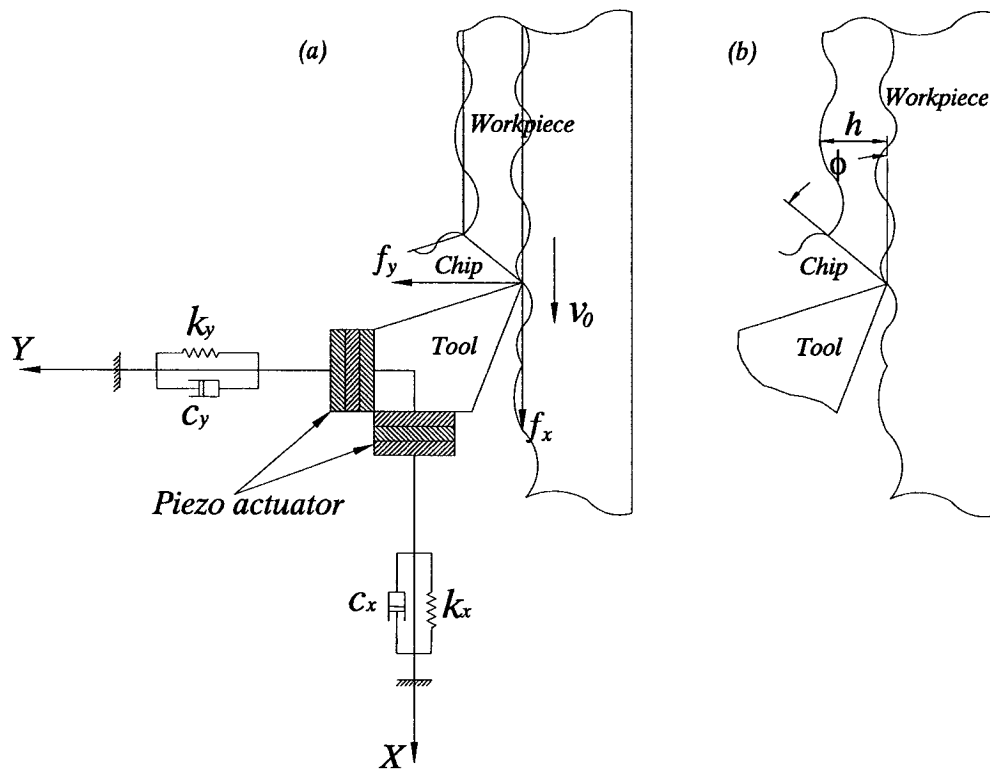 (a)
(b)
Workpiece
Workpiece
h
ϕ
f_y
Chip
Chip
v_0
k_y
Y
Tool
Tool
c_y
f_x
Piezo actuator
c_x
k_x
X